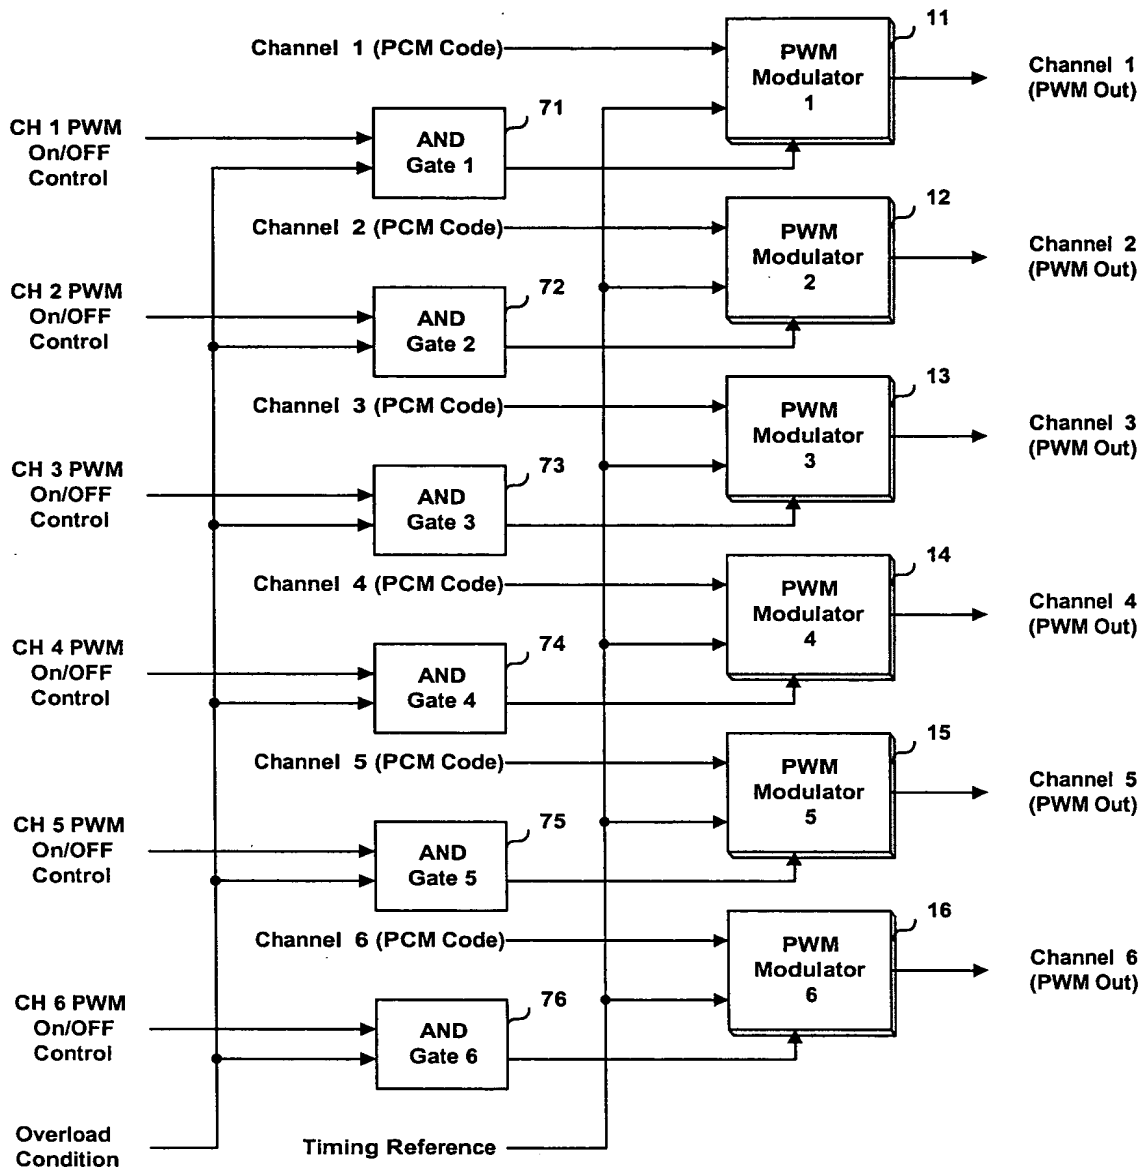 Channel 1 (PCM Code)
PWM
Modulator
1
11
Channel 1
(PWM Out)
CH 1 PWM
On/OFF
Control
AND
Gate 1
71
Channel 2 (PCM Code)
PWM
Modulator
2
12
Channel 2
(PWM Out)
CH 2 PWM
On/OFF
Control
AND
Gate 2
72
Channel 3 (PCM Code)
PWM
Modulator
3
13
Channel 3
(PWM Out)
CH 3 PWM
On/OFF
Control
AND
Gate 3
73
Channel 4 (PCM Code)
PWM
Modulator
4
14
Channel 4
(PWM Out)
CH 4 PWM
On/OFF
Control
AND
Gate 4
74
Channel 5 (PCM Code)
PWM
Modulator
5
15
Channel 5
(PWM Out)
CH 5 PWM
On/OFF
Control
AND
Gate 5
75
Channel 6 (PCM Code)
PWM
Modulator
6
16
Channel 6
(PWM Out)
CH 6 PWM
On/OFF
Control
AND
Gate 6
76
Overload
Condition
Timing Reference